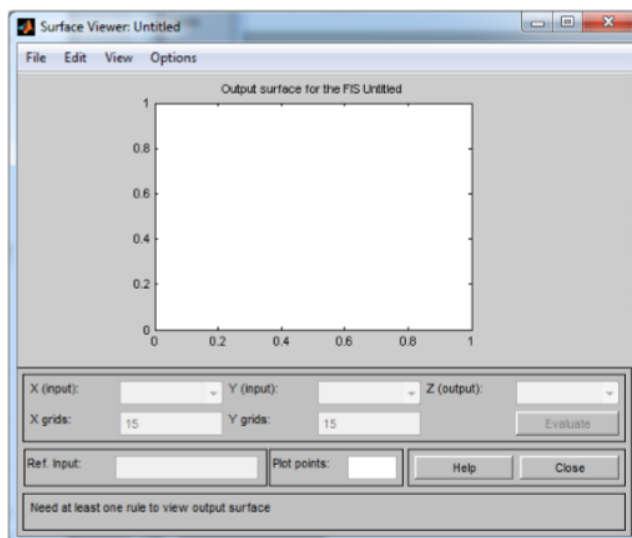 Surface Viewer: Untitled
File Edit View Options
Output surface for the FIS Untitled
1
0.8
0.6
0.4
0.2
0
0 0.2 0.4 0.6 0.8 1
X (input): Y (input): Z (output):
X grids: 15 Y grids: 15 Evaluate
Ref. Input: Plot points: Help Close
Need at least one rule to view output surface